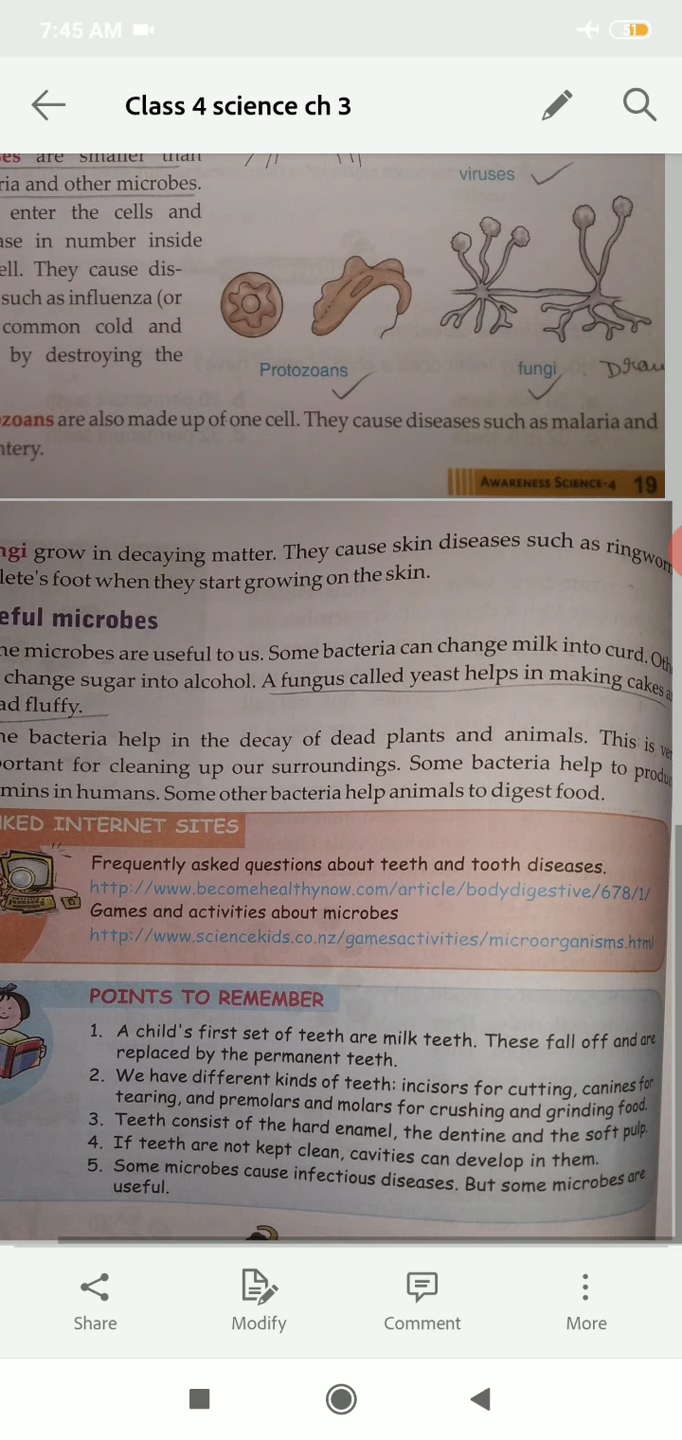 7:45 AM
51
Class 4 science ch 3
es are smaller than
ria and other microbes.
enter the cells and
ase in number inside
ell. They cause dis-
such as influenza (or
common cold and
by destroying the
viruses
Protozoans
fungi
Draw
zoans are also made up of one cell. They cause diseases such as malaria and
ntery.
AWARENESS SCIENCE-4 19
ngi grow in decaying matter. They cause skin diseases such as ringworm
lete's foot when they start growing on the skin.
eful microbes
ne microbes are useful to us. Some bacteria can change milk into curd. Oth
change sugar into alcohol. A fungus called yeast helps in making cakes a
ad fluffy.
ne bacteria help in the decay of dead plants and animals. This is ver
portant for cleaning up our surroundings. Some bacteria help to produ
mins in humans. Some other bacteria help animals to digest food.
KED INTERNET SITES
Frequently asked questions about teeth and tooth diseases.
http://www.becomehealthynow.com/article/bodydigestive/678/1/
Games and activities about microbes
http://www.sciencekids.co.nz/gamesactivities/microorganisms.html
POINTS TO REMEMBER
1. A child's first set of teeth are milk teeth. These fall off and are
replaced by the permanent teeth.
2. We have different kinds of teeth: incisors for cutting, canines for
tearing, and premolars and molars for crushing and grinding food.
3. Teeth consist of the hard enamel, the dentine and the soft pulp.
4. If teeth are not kept clean, cavities can develop in them.
5. Some microbes cause infectious diseases. But some microbes are
useful.
Share
Modify
Comment
More